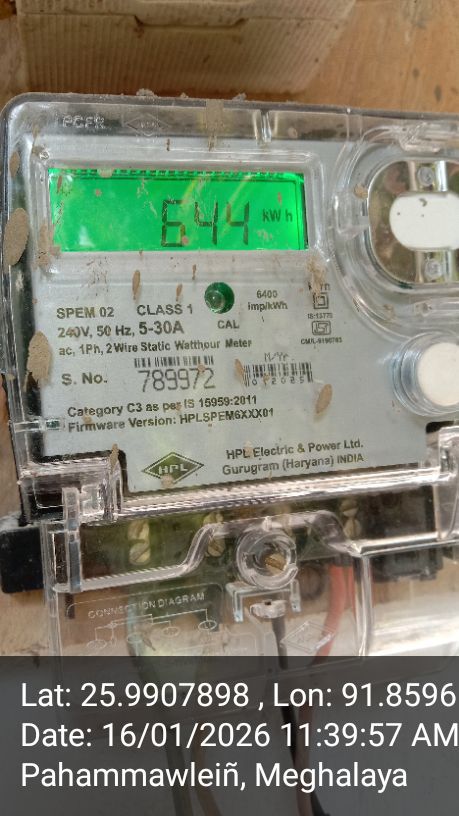 644 kWh
SPEM 02 CLASS 1
6400 imp/kWh
240V, 50 Hz, 5-30A CAL
IS:13779
ac, 1Ph, 2 Wire Static Watthour Meter
M/Yr.
S. No. 789972
Category C3 as per IS 15959:2011
Firmware Version: HPLSPEM6XXX01
HPL
HPL Electric & Power Ltd.
Gurugram (Haryana) INDIA
CONNECTION DIAGRAM
Lat: 25.9907898 , Lon: 91.8596
Date: 16/01/2026 11:39:57 AM
Pahammawleiñ, Meghalaya